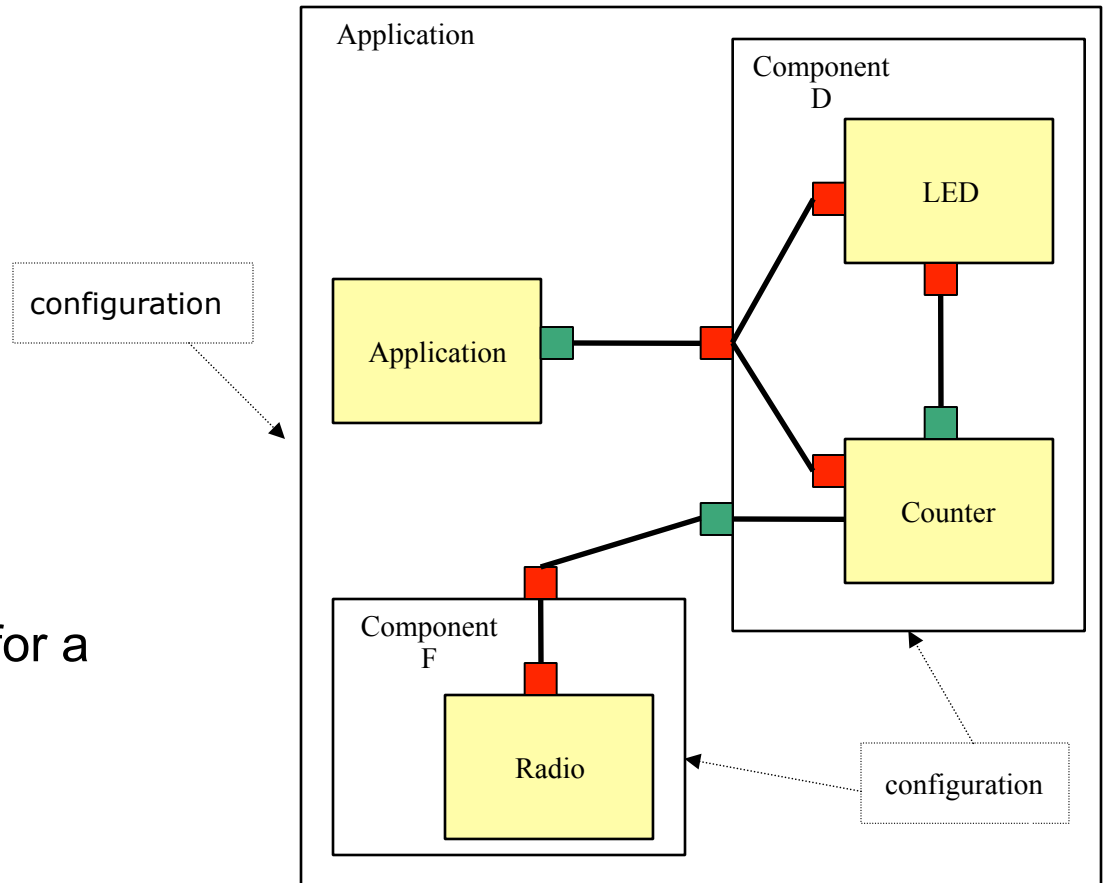 Application
Component
D
LED
configuration
Application
Counter
for a
Component
F
Radio
configuration